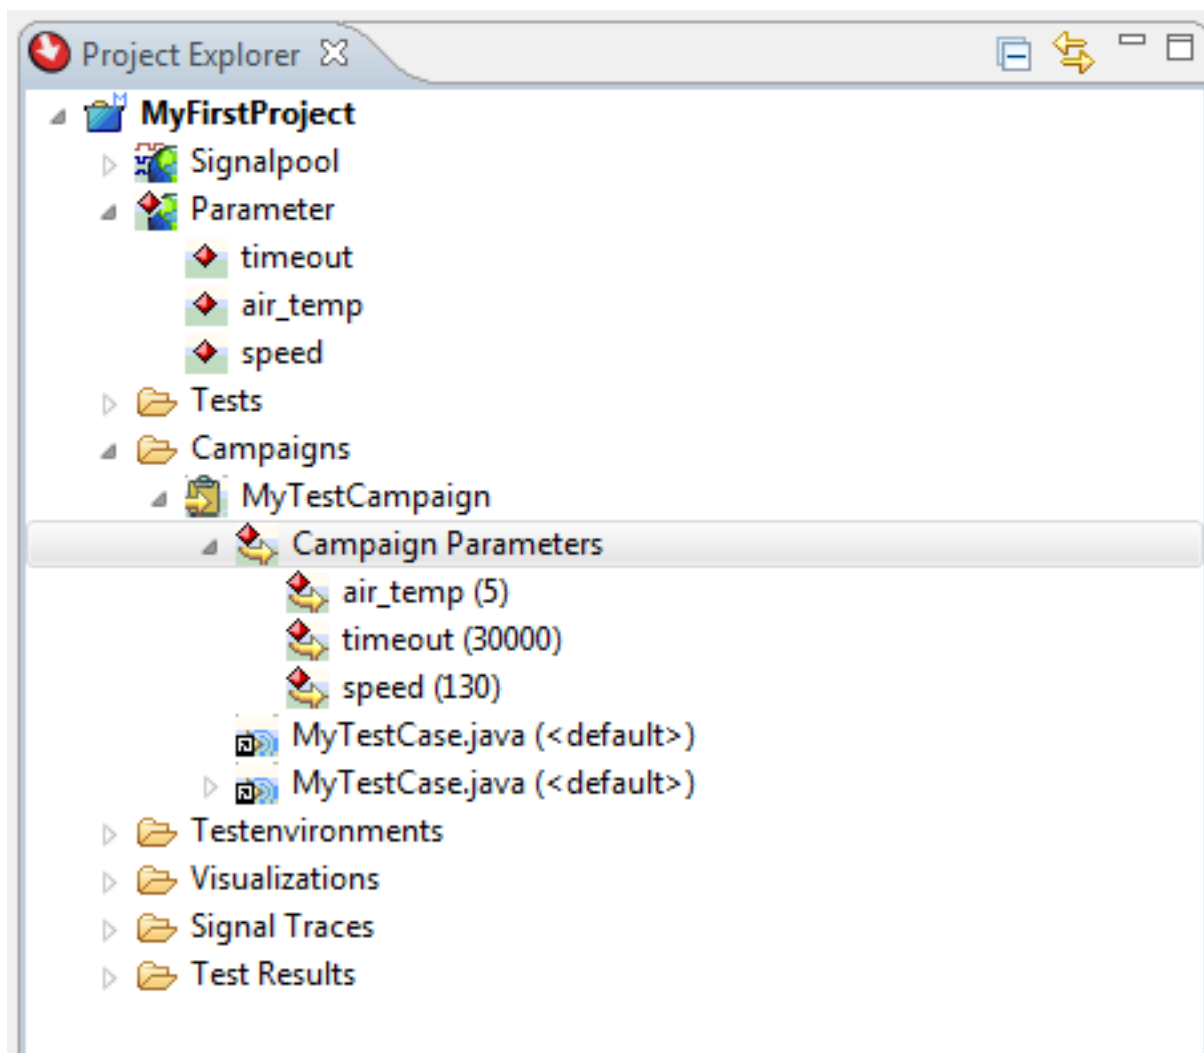 Project Explorer
MyFirstProject
Signalpool
Parameter
timeout
air_temp
speed
Tests
Campaigns
MyTestCampaign
Campaign Parameters
air_temp (5)
timeout (30000)
speed (130)
MyTestCase.java (<default>)
MyTestCase.java (<default>)
Testenvironments
Visualizations
Signal Traces
Test Results